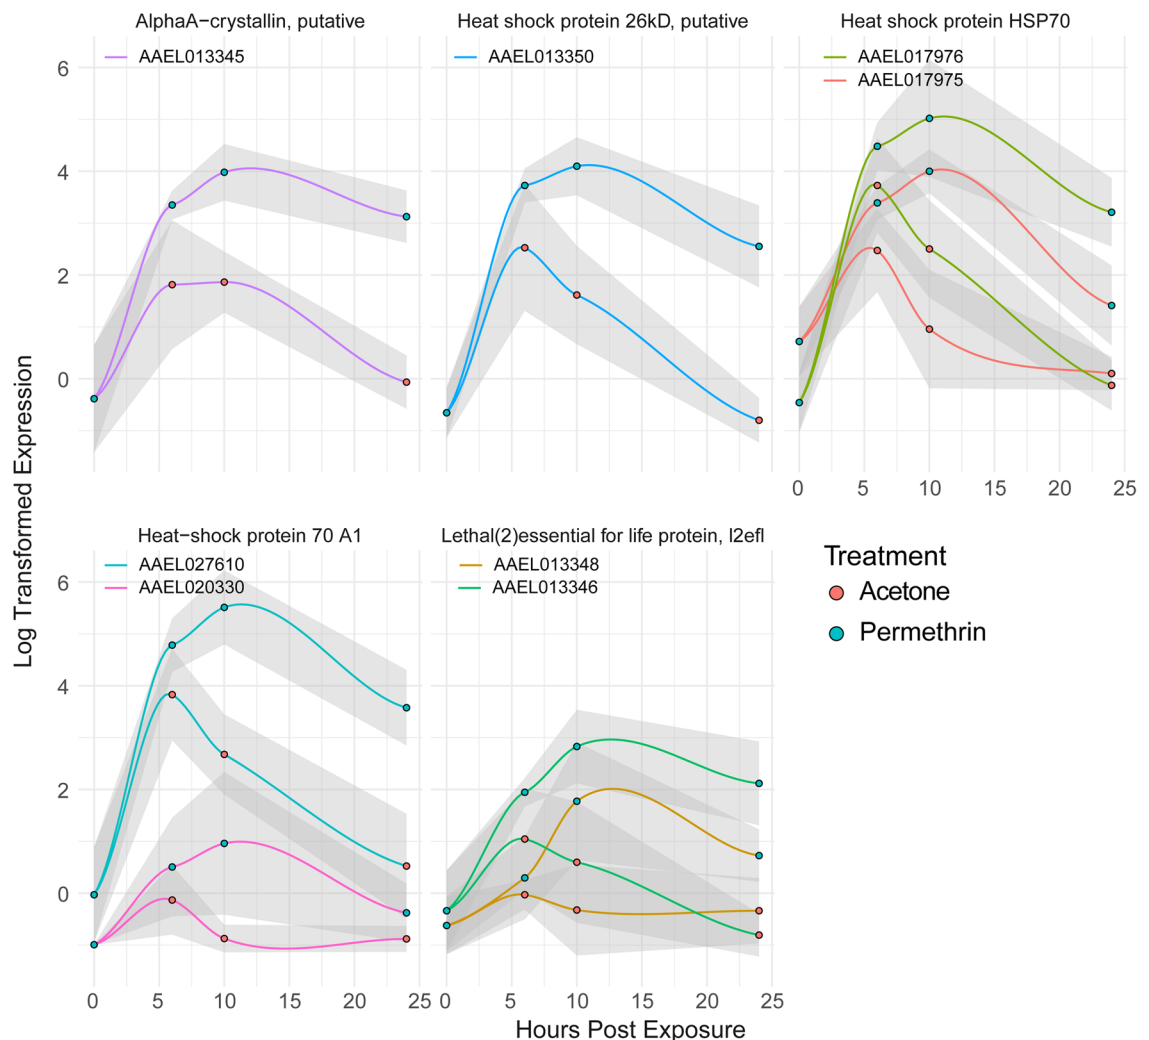 AlphaA−crystallin, putative
AAEL013345
Heat shock protein 26kD, putative
AAEL013350
Heat shock protein HSP70
AAEL017976
AAEL017975
6
4
2
0
0 5 10 15 20 25
Heat−shock protein 70 A1
AAEL027610
AAEL020330
Lethal(2)essential for life protein, l2efl
AAEL013348
AAEL013346
6
4
2
0
0 5 10 15 20 25
0 5 10 15 20 25
Log Transformed Expression
Hours Post Exposure
Treatment
Acetone
Permethrin